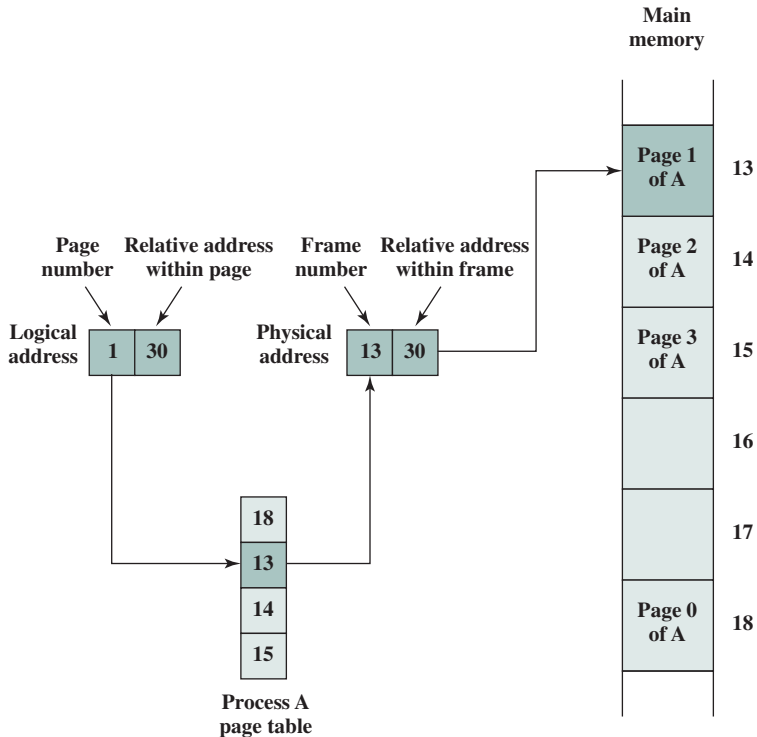 Main
memory
Page 1
of A
13
Page
number
Relative address
within page
Frame
number
Relative address
within frame
Page 2
of A
14
Logical
address
1
30
Physical
address
13
30
Page 3
of A
15
16
18
13
14
15
17
Page 0
of A
18
Process A
page table